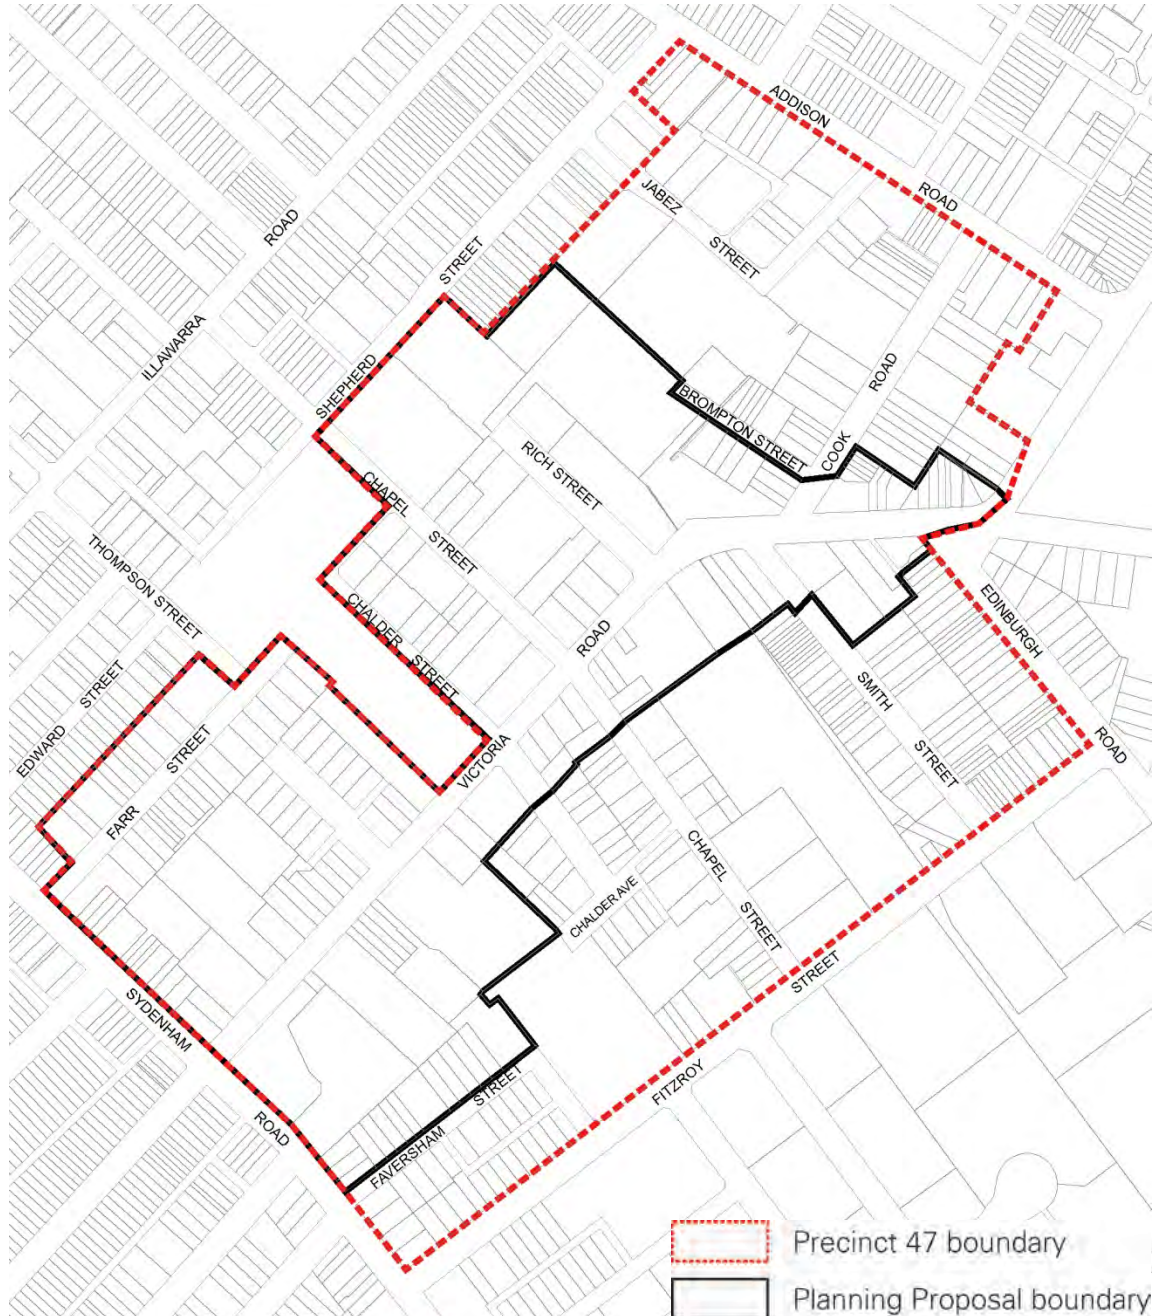 ADDISON
ROAD
JABEZ
STREET
ROAD
STREET
ILLAWARRA
SHEPHERD
ROAD
COOK
BROMPTON STREET
RICH STREET
CHAPEL
STREET
THOMPSON STREET
CHALDER
STREET
ROAD
VICTORIA
EDINBURGH
ROAD
SMITH
STREET
EDWARD
STREET
FARR
STREET
CHAPEL
STREET
CHALDER AVE
SYDENHAM
ROAD
FAVERSHAM
STREET
FITZROY
STREET
Precinct 47 boundary
Planning Proposal boundary